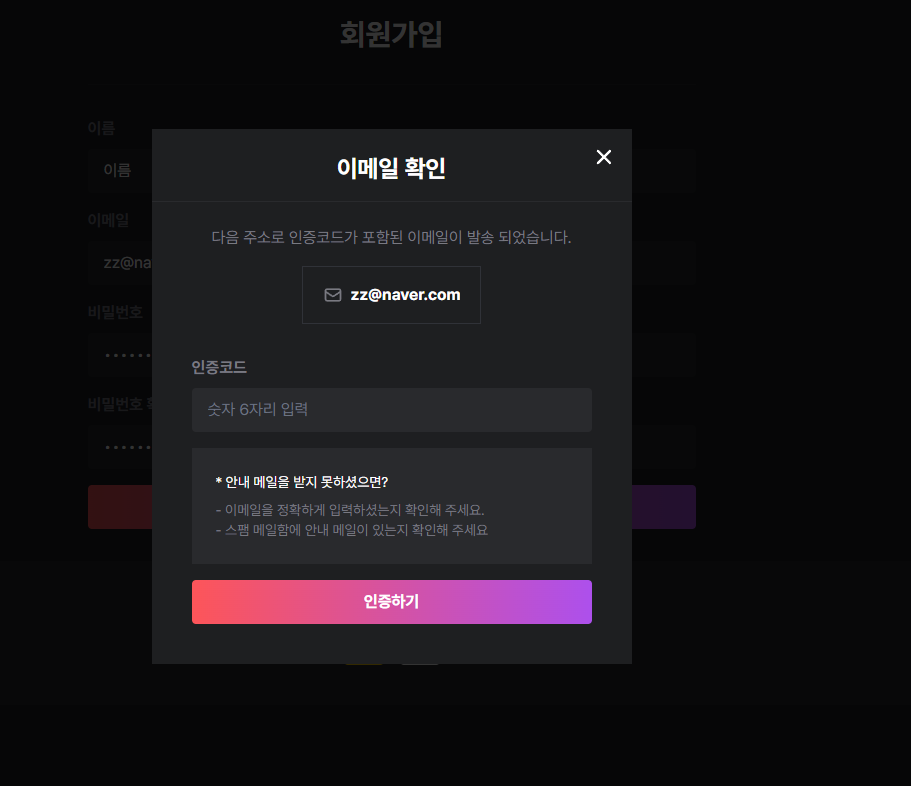 회원가입
이름
이름
이메일
zz@na
비밀번호
비밀번호 확
이메일 확인
다음 주소로 인증코드가 포함된 이메일이 발송 되었습니다.
zz@naver.com
인증코드
숫자 6자리 입력
* 안내 메일을 받지 못하셨으면?
- 이메일을 정확하게 입력하셨는지 확인해 주세요.
- 스팸 메일함에 안내 메일이 있는지 확인해 주세요
인증하기